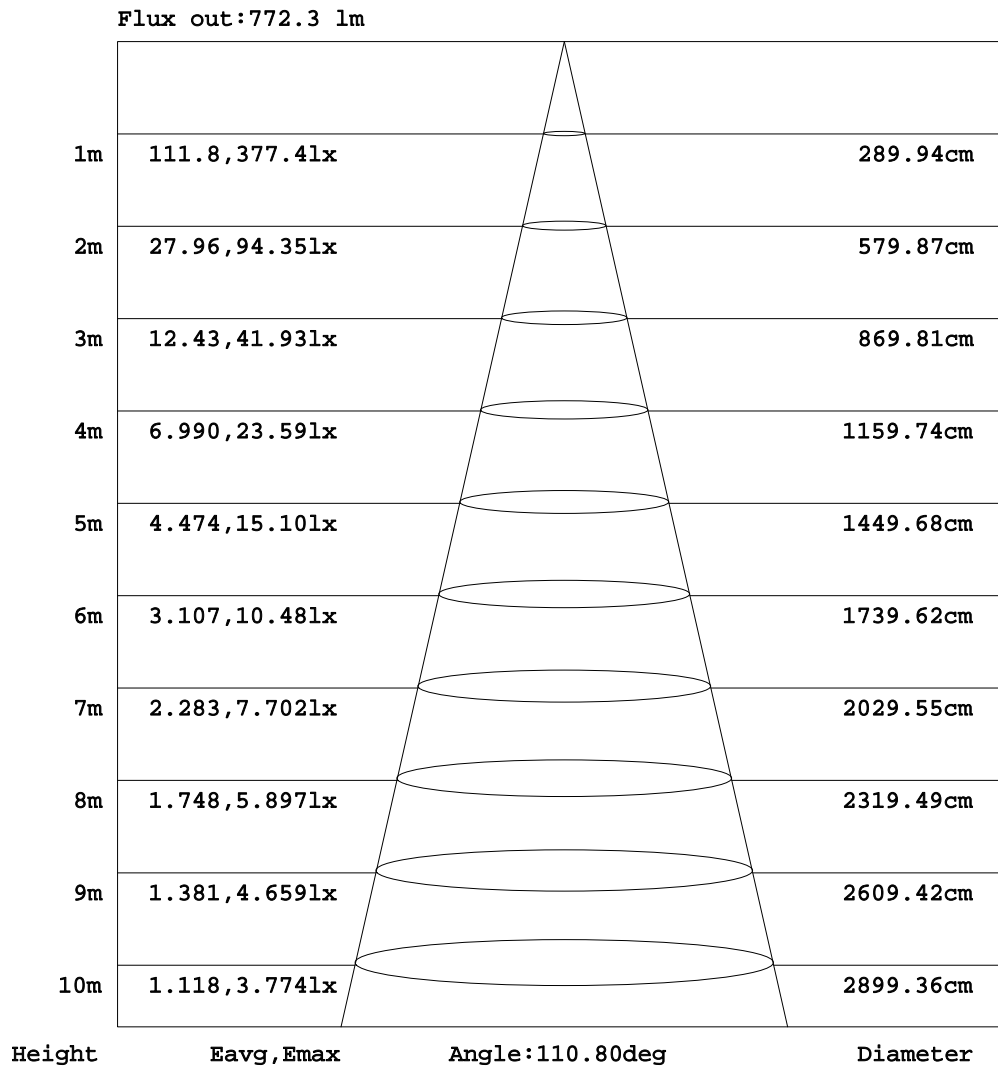 Flux out:772.3 lm
1m 111.8,377.4lx 289.94cm
2m 27.96,94.35lx 579.87cm
3m 12.43,41.93lx 869.81cm
4m 6.990,23.59lx 1159.74cm
5m 4.474,15.10lx 1449.68cm
6m 3.107,10.48lx 1739.62cm
7m 2.283,7.702lx 2029.55cm
8m 1.748,5.897lx 2319.49cm
9m 1.381,4.659lx 2609.42cm
10m 1.118,3.774lx 2899.36cm
Height Eavg,Emax Angle:110.80deg Diameter